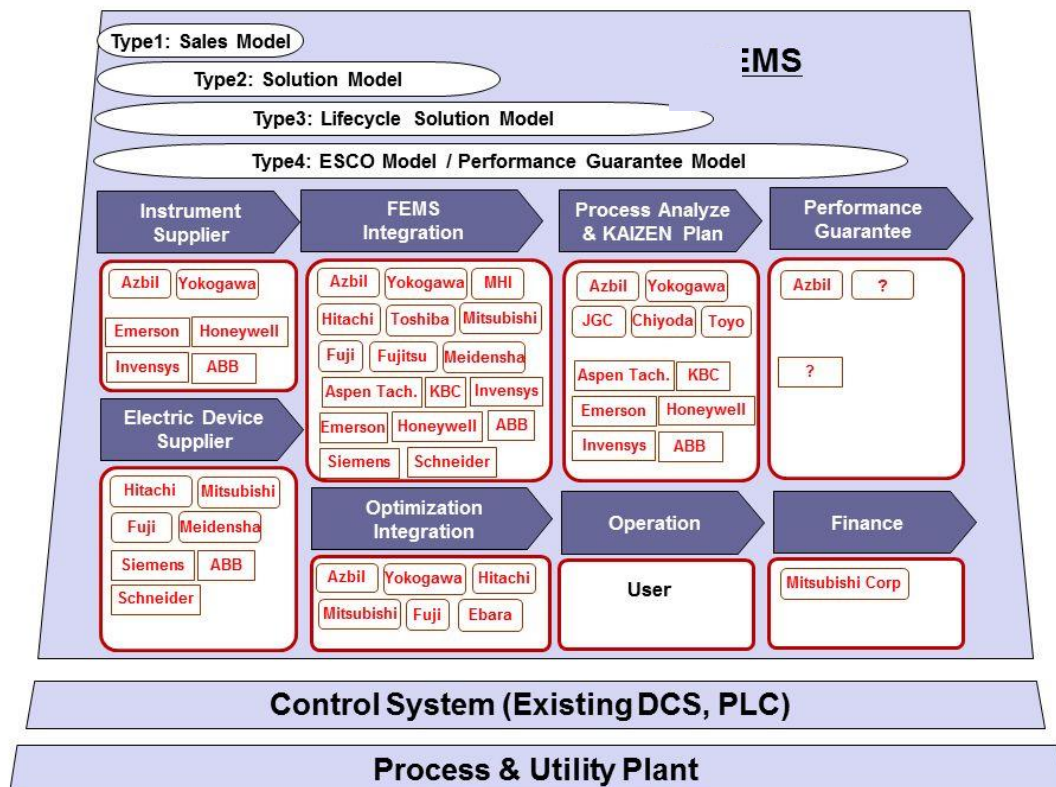 Type1: Sales Model
EMS
Type2: Solution Model
Type3: Lifecycle Solution Model
Type4: ESCO Model / Performance Guarantee Model
Instrument
Supplier
Azbil Yokogawa
Emerson Honeywell
Invensys ABB
Electric Device
Supplier
Hitachi Mitsubishi
Fuji Meidensha
Siemens ABB
Schneider
FEMS
Integration
Azbil Yokogawa MHI
Hitachi Toshiba Mitsubishi
Fuji Fujitsu Meidensha
Aspen Tach. KBC Invensys
Emerson Honeywell ABB
Siemens Schneider
Optimization
Integration
Azbil Yokogawa Hitachi
Mitsubishi Fuji Ebara
Process Analyze
& KAIZEN Plan
Azbil Yokogawa
JGC Chiyoda Toyo
Aspen Tach. KBC
Emerson Honeywell
Invensys ABB
Operation
User
Performance
Guarantee
Azbil ?
?
Finance
Mitsubishi Corp
Control System (Existing DCS, PLC)
Process & Utility Plant